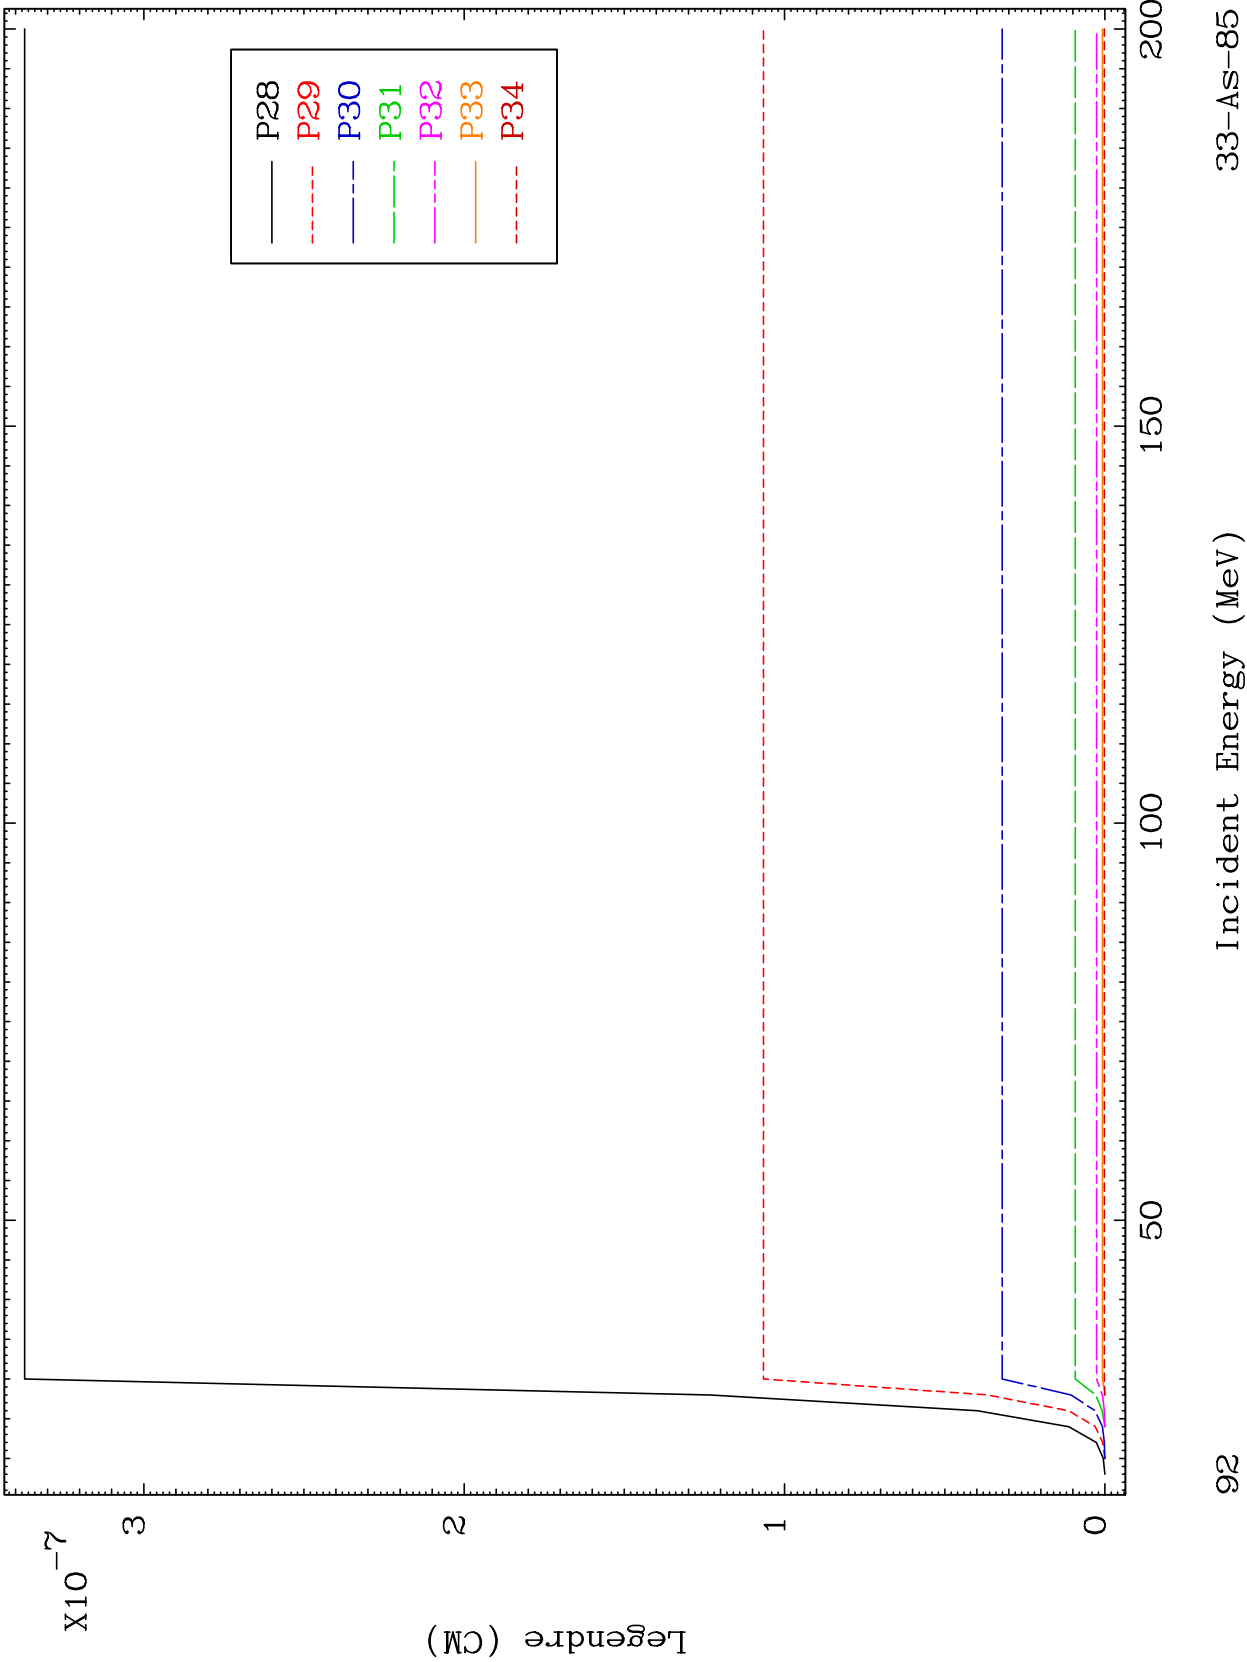 X10-7
3
2
1
0
Legendre (CM)
P28
P29
P30
P31
P32
P33
P34
50
100
150
200
Incident Energy (MeV)
92
33-As-85